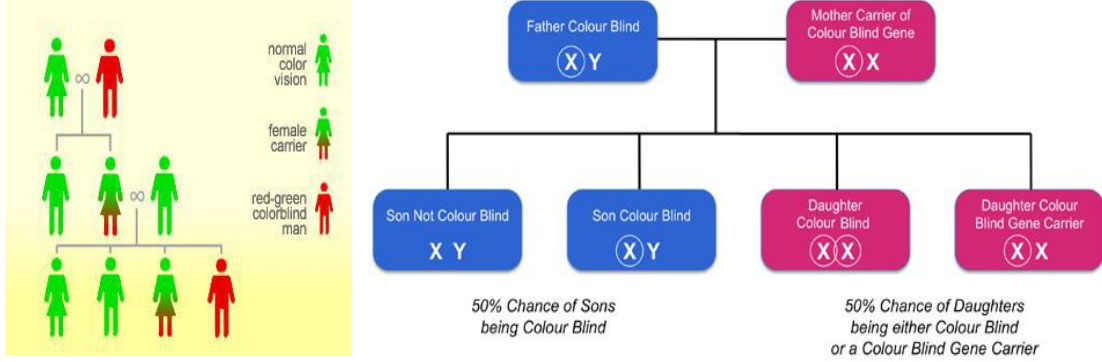 normal
color
vision
female
carrier
red-green
colorblind
man
∞
∞
Father Colour Blind
X Y
Mother Carrier of
Colour Blind Gene
X X
Son Not Colour Blind
X Y
Son Colour Blind
X Y
Daughter
Colour Blind
X X
Daughter Colour
Blind Gene Carrier
X X
50% Chance of Sons
being Colour Blind
50% Chance of Daughters
being either Colour Blind
or a Colour Blind Gene Carrier